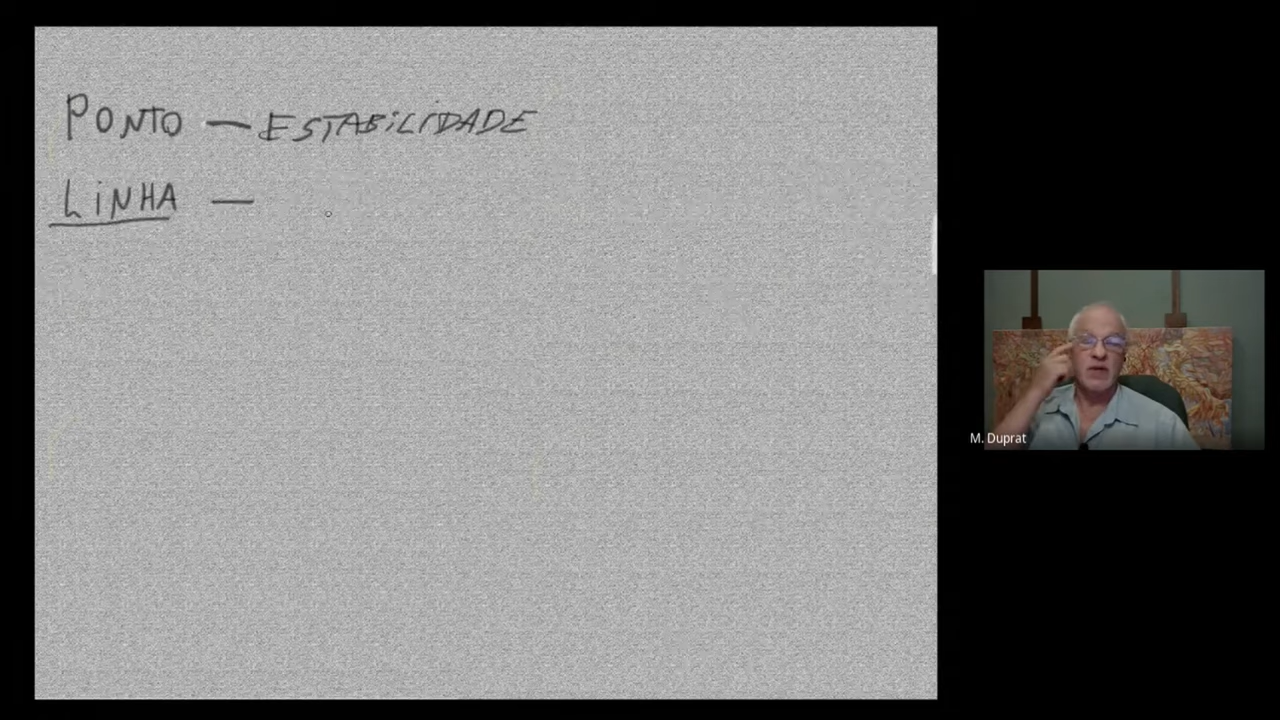 PONTO — ESTABILIDADE
LINHA —
M. Duprat